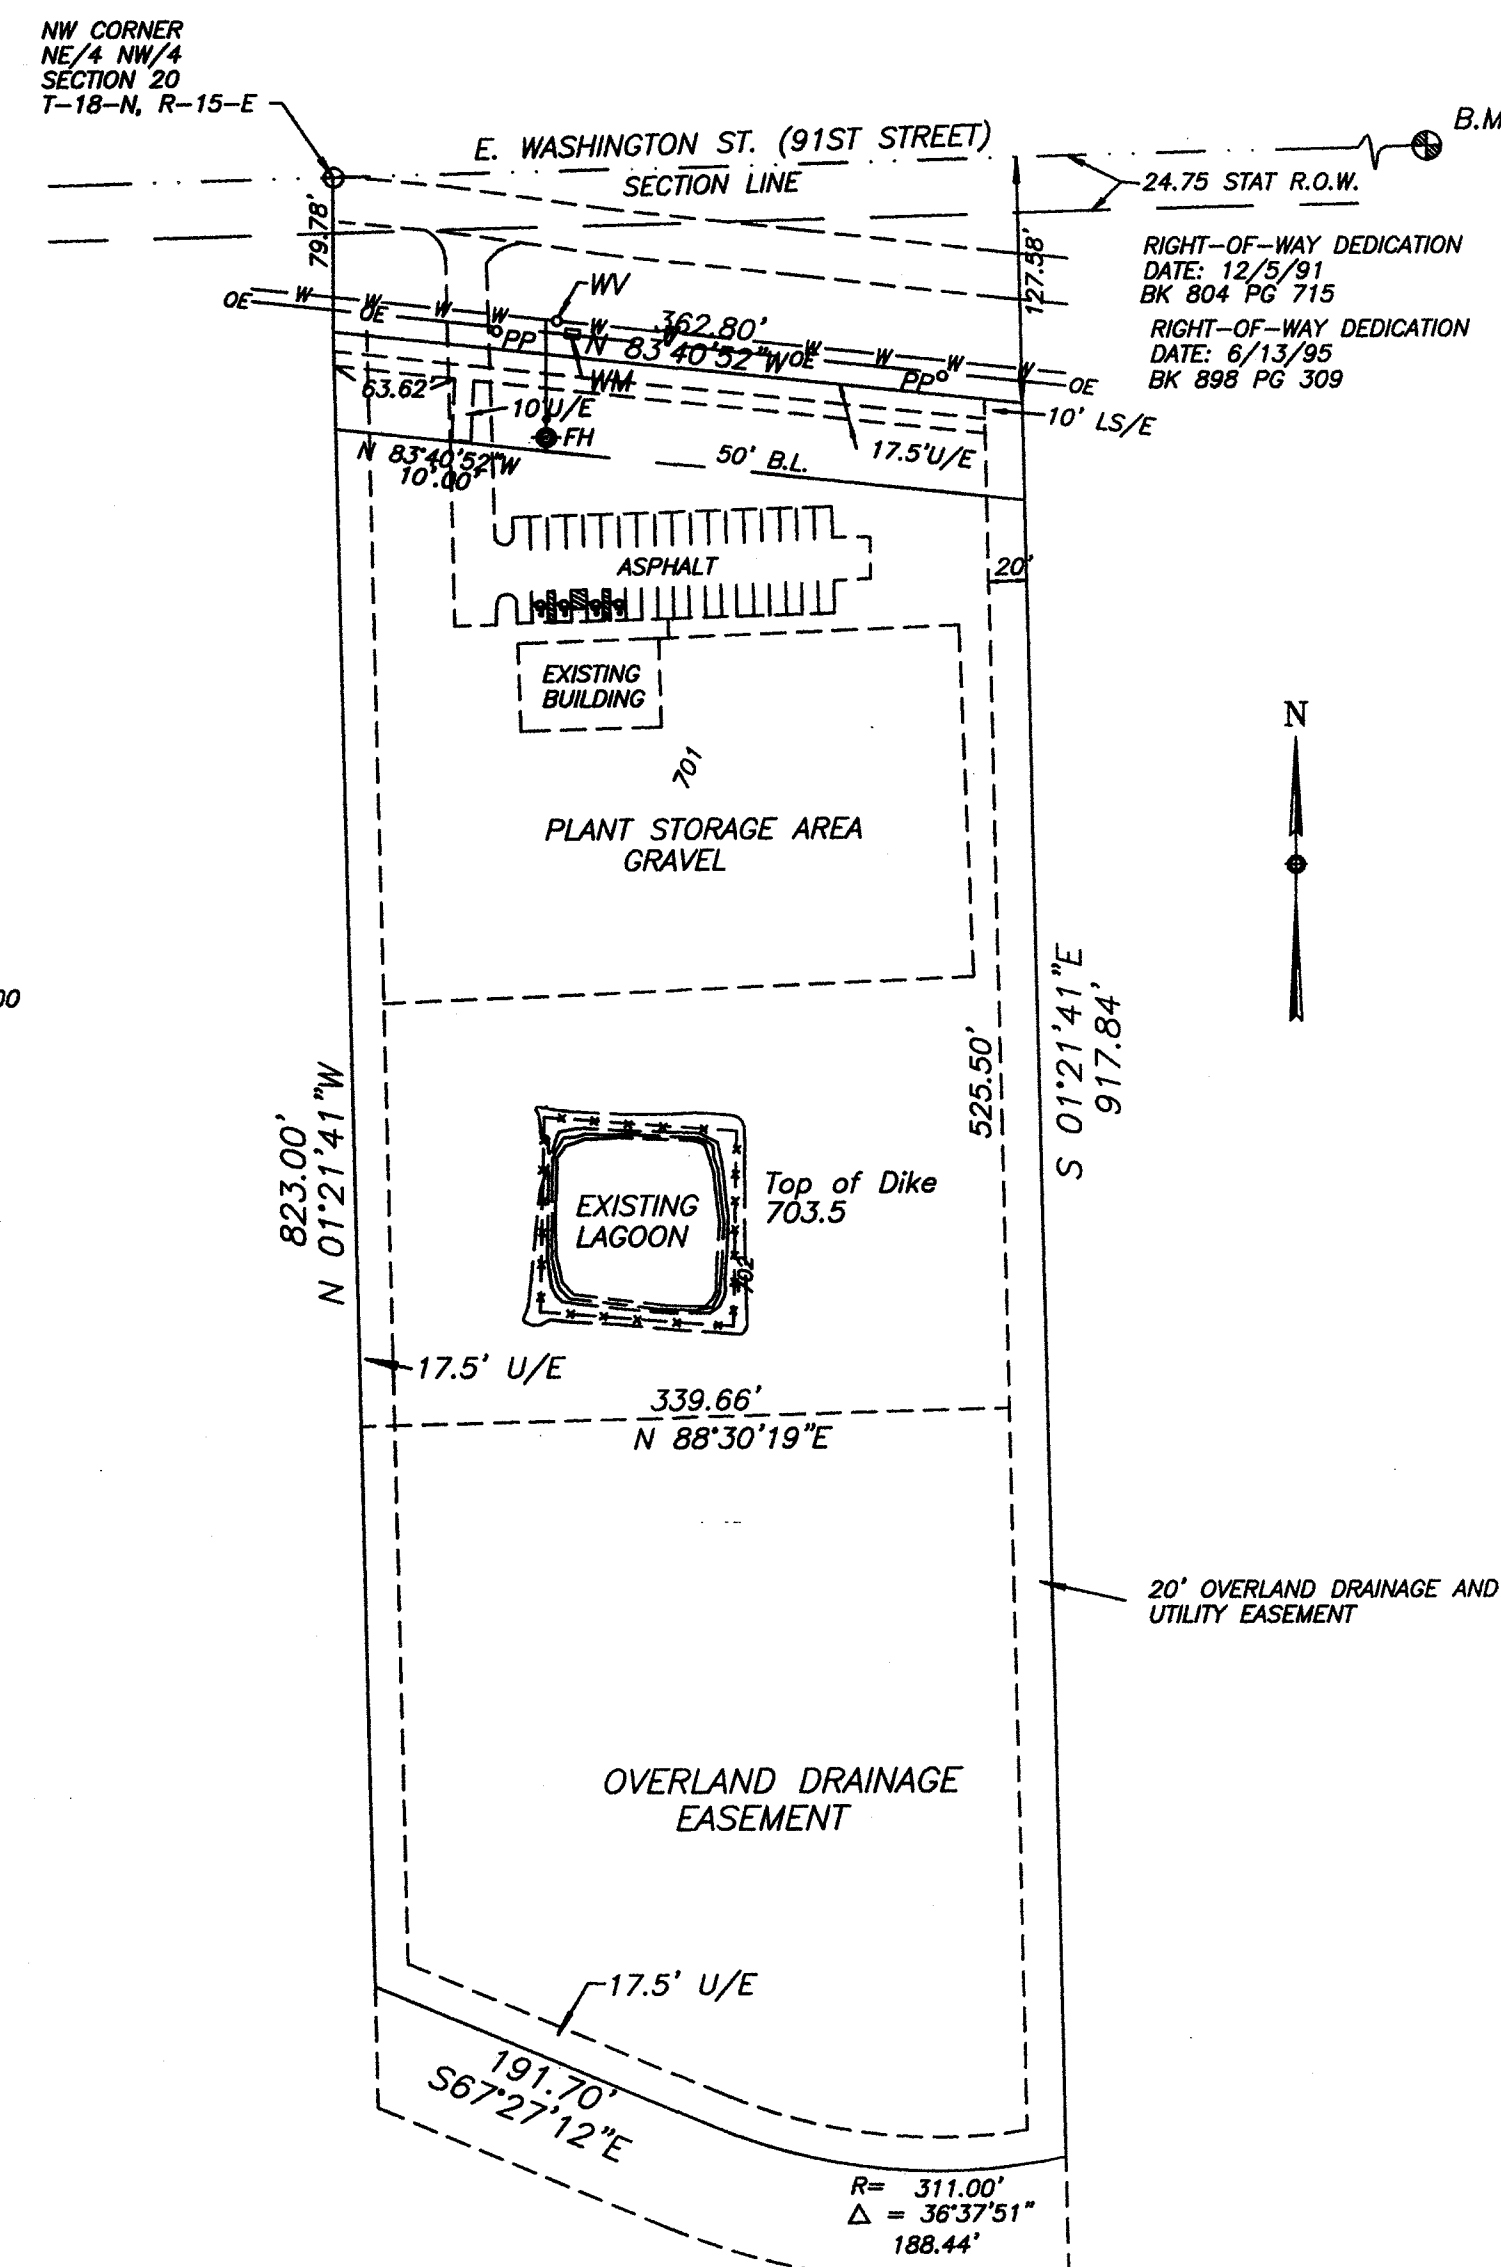 NW CORNER
NE/4 NW/4
SECTION 20
T-18-N, R-15-E
B.M
E. WASHINGTON ST. (91ST STREET)
SECTION LINE
24.75 STAT R.O.W.
79.78'
127.58'
RIGHT-OF-WAY DEDICATION
DATE: 12/5/91
BK 804 PG 715
RIGHT-OF-WAY DEDICATION
DATE: 6/13/95
BK 898 PG 309
OE W W W W W W W W W
OE OE OE
WV
362.80'
N 83°40'52"W
PP
PP
WM
63.62'
10'U/E
FH
10' LS/E
17.5'U/E
50' B.L.
N 83°40'52"W
10'.00'
ASPHALT
20'
EXISTING
BUILDING
701
N
PLANT STORAGE AREA
GRAVEL
00
525.50'
S 01°21'41"E
917.84'
823.00'
N 01°21'41"W
EXISTING
LAGOON
Top of Dike
703.5
702
17.5' U/E
339.66'
N 88°30'19"E
20' OVERLAND DRAINAGE AND
UTILITY EASEMENT
OVERLAND DRAINAGE
EASEMENT
17.5' U/E
191.70'
S67°27'12"E
R= 311.00'
Δ = 36°37'51"
188.44'